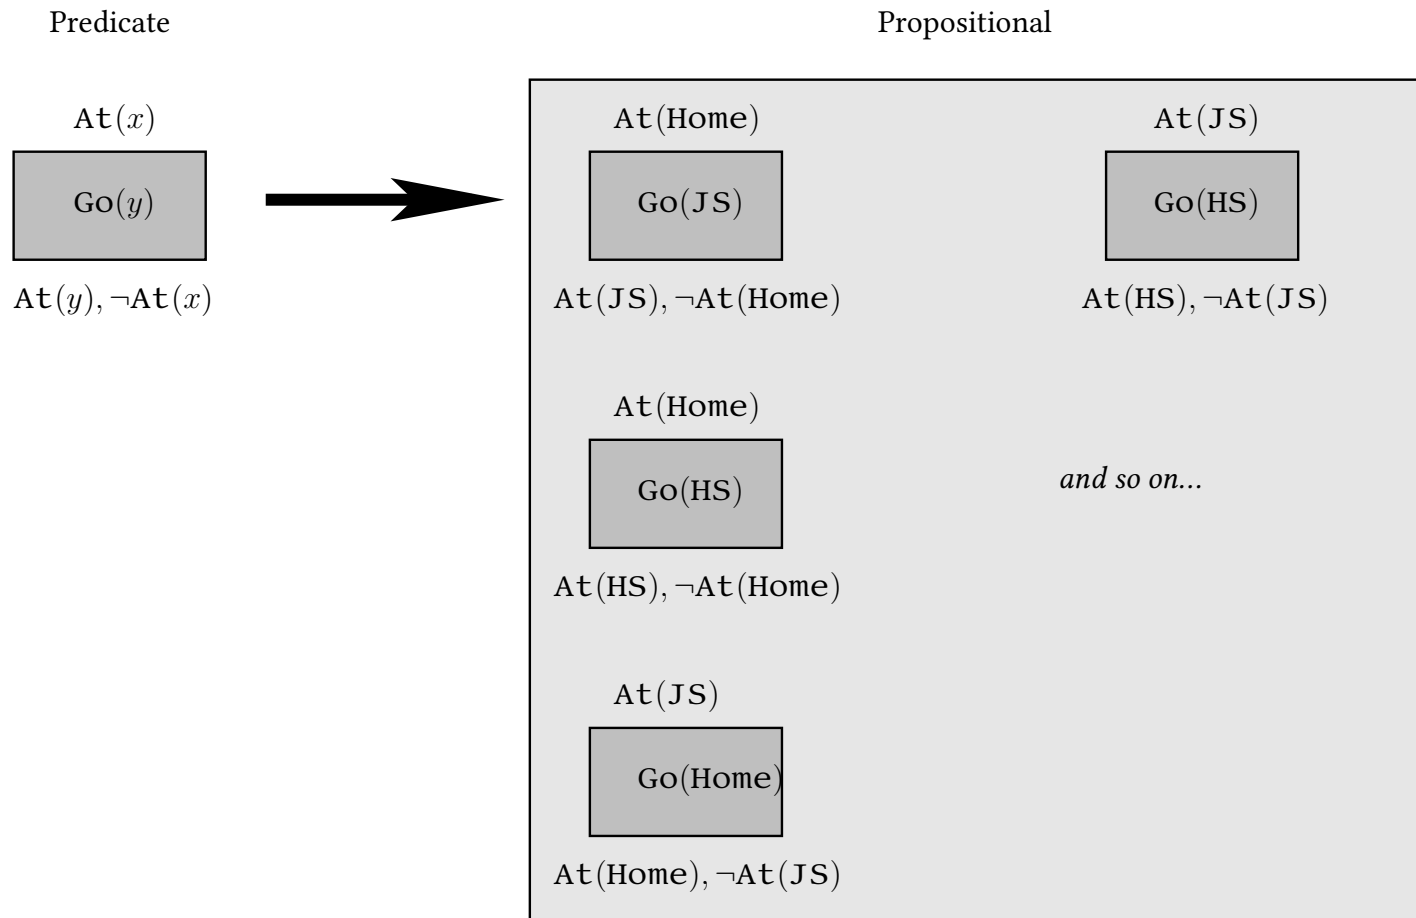 Predicate
Propositional
At(x)
Go(y)
At(y), ¬At(x)
At(Home)
Go(JS)
At(JS), ¬At(Home)
At(JS)
Go(HS)
At(HS), ¬At(JS)
At(Home)
Go(HS)
At(HS), ¬At(Home)
and so on...
At(JS)
Go(Home)
At(Home), ¬At(JS)